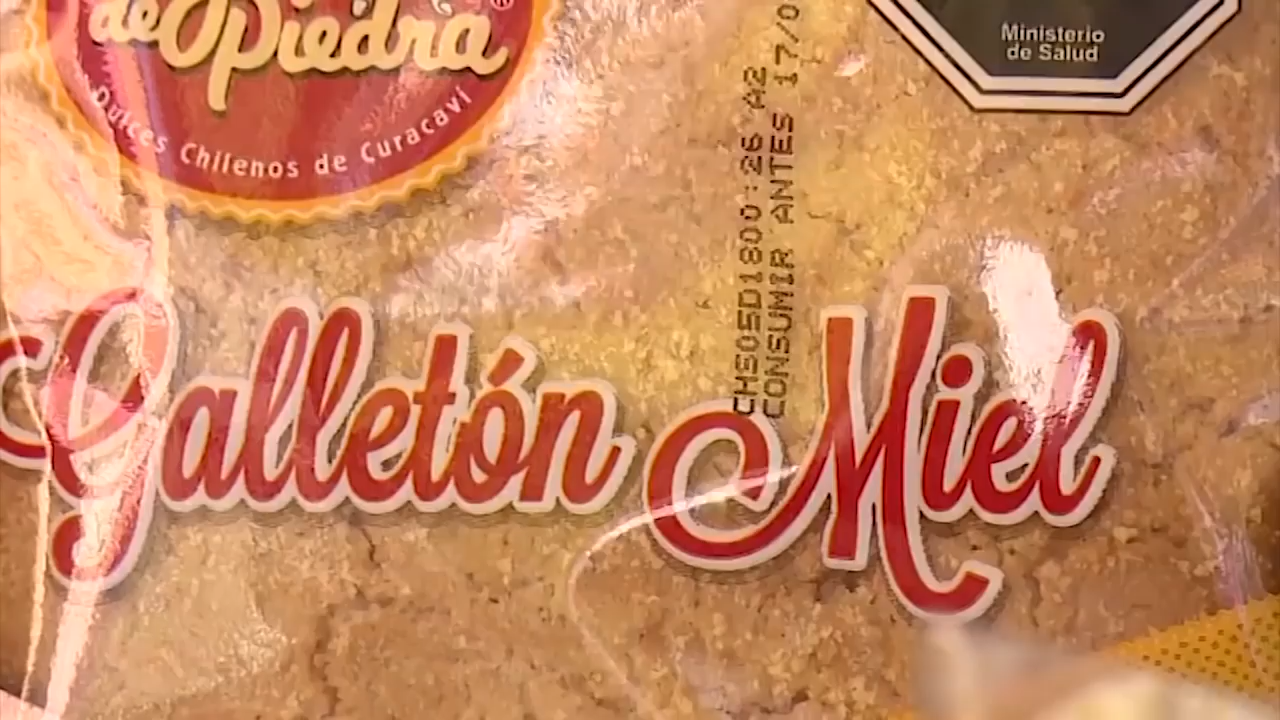 de Piedra®
Dulces Chilenos de Curacaví
Ministerio
de Salud
CHS05D1800:26 A2
CONSUMIR ANTES 17/0
Galletón Miel